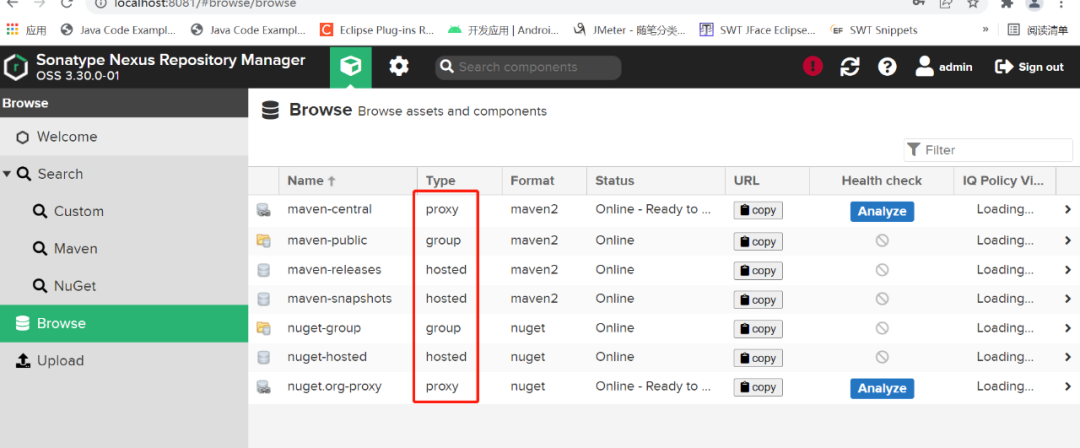 localhost:8081/#browse/browse
应用 Java Code Exampl... Java Code Exampl... Eclipse Plug-ins R... 开发应用 | Androi... JMeter - 随笔分类... SWT JFace Eclipse... EF SWT Snippets » 阅读清单
Sonatype Nexus Repository Manager
OSS 3.30.0-01
Search components
admin Sign out
Browse
Welcome
Search
Custom
Maven
NuGet
Browse
Upload
Browse Browse assets and components
Filter
Name Type Format Status URL Health check IQ Policy Vi...
maven-central proxy maven2 Online - Ready to ... copy Analyze Loading...
maven-public group maven2 Online copy Loading...
maven-releases hosted maven2 Online copy Loading...
maven-snapshots hosted maven2 Online copy Loading...
nuget-group group nuget Online copy Loading...
nuget-hosted hosted nuget Online copy Loading...
nuget.org-proxy proxy nuget Online - Ready to ... copy Analyze Loading...